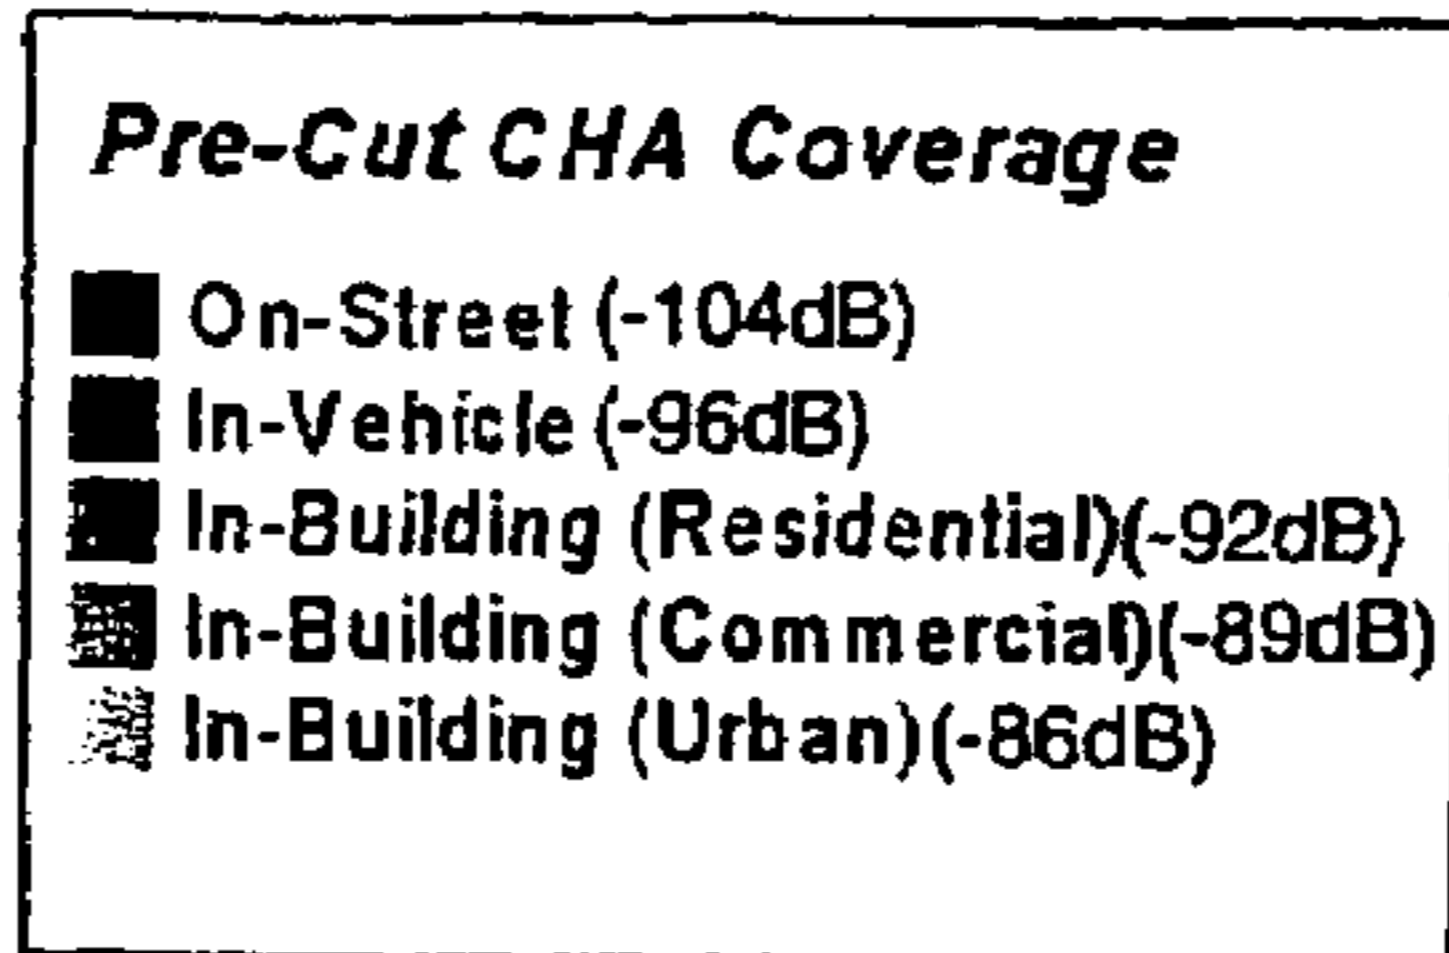 Pre-Cut CHA Coverage
On-Street (-104dB)
In-Vehicle (-96dB)
In-Building (Residential)(-92dB)
In-Building (Commercial)(-89dB)
In-Building (Urban)(-86dB)